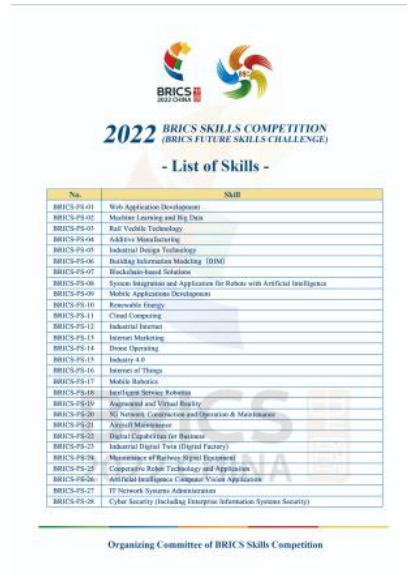 BRICS
2022 CHINA
BSC
2022 BRICS SKILLS COMPETITION
(BRICS FUTURE SKILLS CHALLENGE)
- List of Skills -
No. Skill
BRICS-FS-01 Web Application Development
BRICS-FS-02 Machine Learning and Big Data
BRICS-FS-03 Rail Vechile Technology
BRICS-FS-04 Additive Manufacturing
BRICS-FS-05 Industrial Design Technology
BRICS-FS-06 Building Information Modeling (BIM)
BRICS-FS-07 Blockchain-based Solutions
BRICS-FS-08 System Integration and Application for Robots with Artificial Intelligence
BRICS-FS-09 Mobile Applications Development
BRICS-FS-10 Renewable Energy
BRICS-FS-11 Cloud Computing
BRICS-FS-12 Industrial Internet
BRICS-FS-13 Internet Marketing
BRICS-FS-14 Drone Operating
BRICS-FS-15 Industry 4.0
BRICS-FS-16 Internet of Things
BRICS-FS-17 Mobile Robotics
BRICS-FS-18 Intelligent Service Robotics
BRICS-FS-19 Augmented and Virtual Reality
BRICS-FS-20 5G Network Construction and Operation & Maintenance
BRICS-FS-21 Aircraft Maintenance
BRICS-FS-22 Digital Capabilities for Business
BRICS-FS-23 Industrial Digital Twin (Digital Factory)
BRICS-FS-24 Maintenance of Railway Signal Equipment
BRICS-FS-25 Cooperative Robot Technology and Application
BRICS-FS-26 Artificial Intelligence Computer Vision Application
BRICS-FS-27 IT Network Systems Administration
BRICS-FS-28 Cyber Security (Including Enterprise Information Systems Security)
Organizing Committee of BRICS Skills Competition